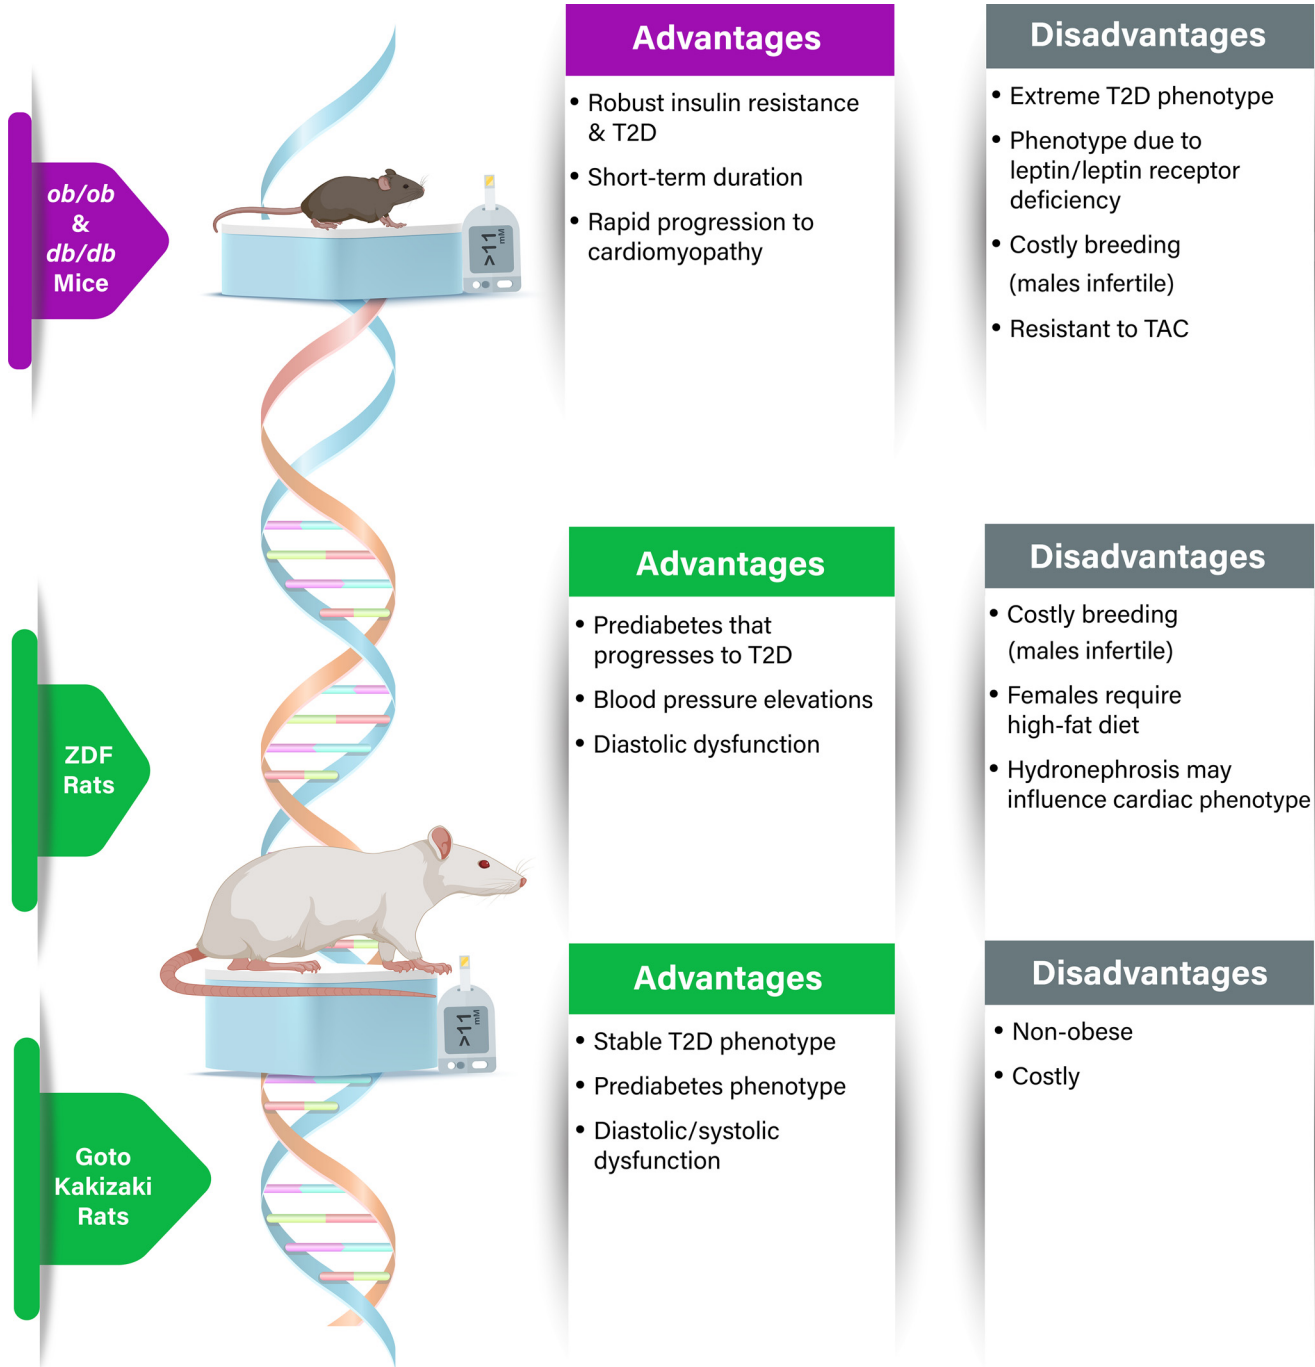 ob/ob
&
db/db
Mice
>11
mM
Advantages
• Robust insulin resistance
& T2D
• Short-term duration
• Rapid progression to
cardiomyopathy
Disadvantages
• Extreme T2D phenotype
• Phenotype due to
leptin/leptin receptor
deficiency
• Costly breeding
(males infertile)
• Resistant to TAC
ZDF
Rats
Advantages
• Prediabetes that
progresses to T2D
• Blood pressure elevations
• Diastolic dysfunction
Disadvantages
• Costly breeding
(males infertile)
• Females require
high-fat diet
• Hydronephrosis may
influence cardiac phenotype
>11
mM
Goto
Kakizaki
Rats
Advantages
• Stable T2D phenotype
• Prediabetes phenotype
• Diastolic/systolic
dysfunction
Disadvantages
• Non-obese
• Costly